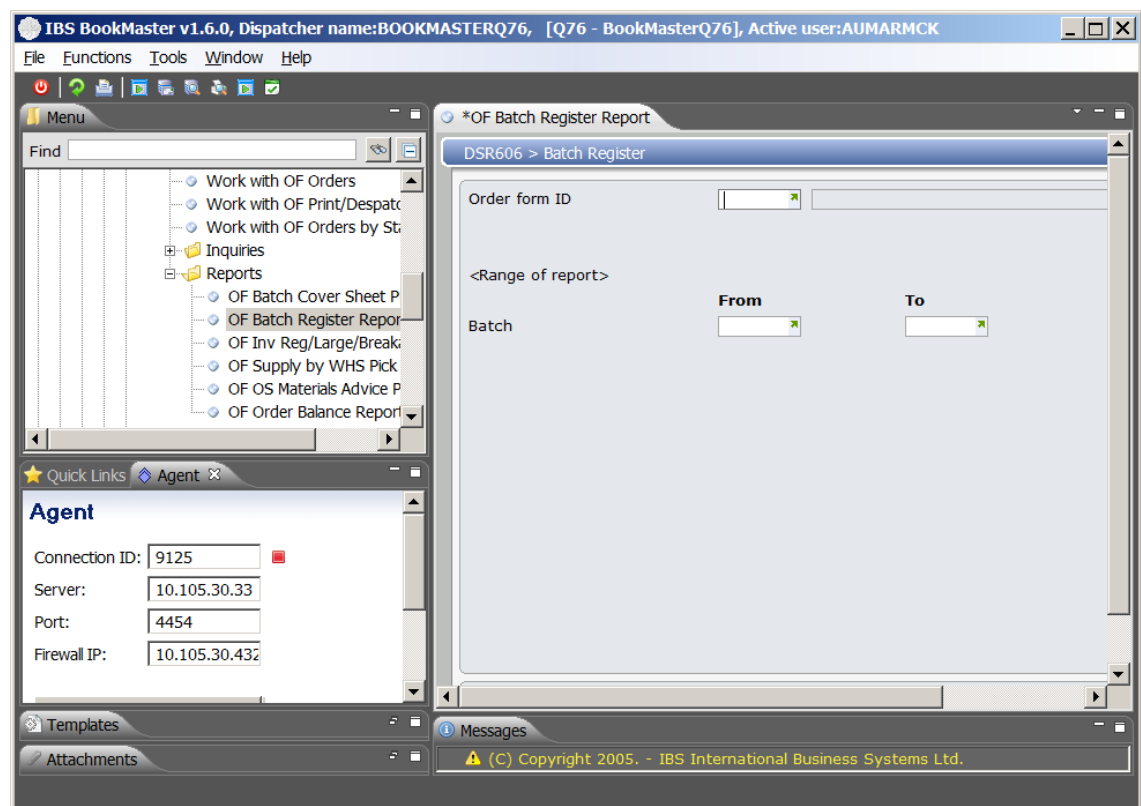 IBS BookMaster v1.6.0, Dispatcher name:BOOKMASTERQ76, [Q76 - BookMasterQ76], Active user:AUMARMCK
File Functions Tools Window Help
Menu
Find
Work with OF Orders
Work with OF Print/Despatc
Work with OF Orders by Sta
Inquiries
Reports
OF Batch Cover Sheet P
OF Batch Register Repor
OF Inv Reg/Large/Breaka
OF Supply by WHS Pick
OF OS Materials Advice P
OF Order Balance Report
Quick Links Agent
Agent
Connection ID: 9125
Server: 10.105.30.33
Port: 4454
Firewall IP: 10.105.30.432
Templates
Attachments
*OF Batch Register Report
DSR606 > Batch Register
Order form ID
<Range of report>
From To
Batch
Messages
(C) Copyright 2005. - IBS International Business Systems Ltd.